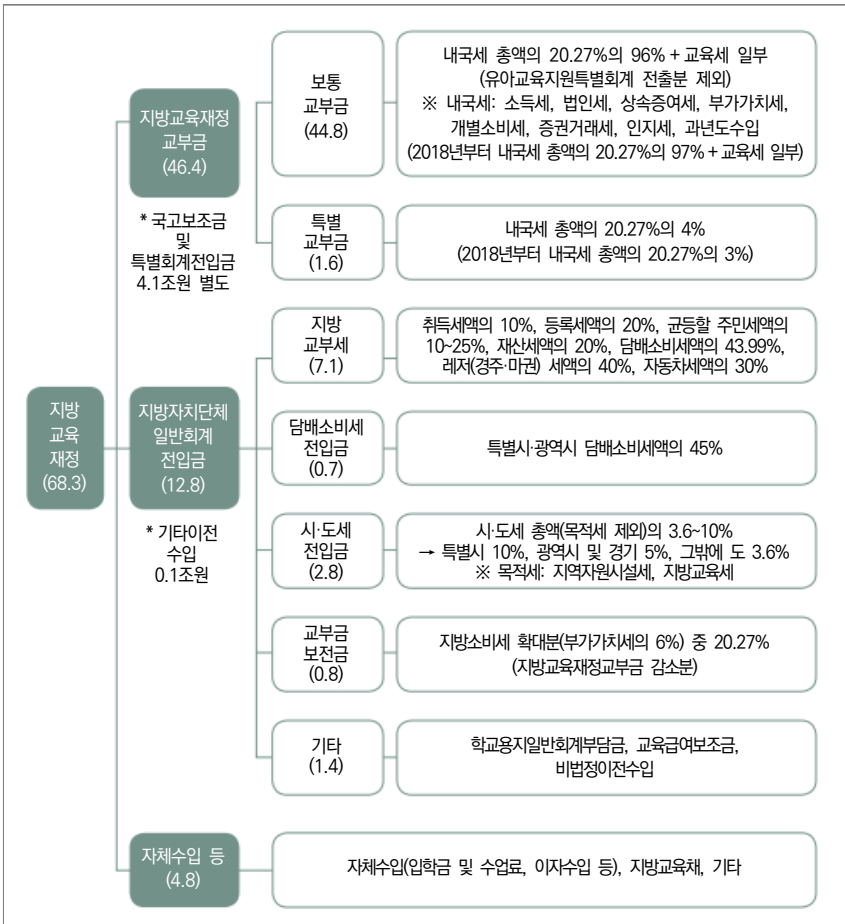 지방
교육
재정
(68.3)
지방교육재정
교부금
(46.4)
* 국고보조금
및
특별회계전입금
4.1조원 별도
보통
교부금
(44.8)
내국세 총액의 20.27%의 96% + 교육세 일부
(유아교육지원특별회계 전출분 제외)
※ 내국세: 소득세, 법인세, 상속증여세, 부가가치세,
개별소비세, 증권거래세, 인지세, 과년도수입
(2018년부터 내국세 총액의 20.27%의 97% + 교육세 일부)
특별
교부금
(1.6)
내국세 총액의 20.27%의 4%
(2018년부터 내국세 총액의 20.27%의 3%)
지방자치단체
일반회계
전입금
(12.8)
* 기타이전
수입
0.1조원
지방
교부세
(7.1)
취득세액의 10%, 등록세액의 20%, 균등할 주민세액의
10~25%, 재산세액의 20%, 담배소비세액의 43.99%,
레저(경주·마권) 세액의 40%, 자동차세액의 30%
담배소비세
전입금
(0.7)
특별시·광역시 담배소비세액의 45%
시·도세
전입금
(2.8)
시·도세 총액(목적세 제외)의 3.6~10%
→ 특별시 10%, 광역시 및 경기 5%, 그밖에 도 3.6%
※ 목적세: 지역자원시설세, 지방교육세
교부금
보전금
(0.8)
지방소비세 확대분(부가가치세의 6%) 중 20.27%
(지방교육재정교부금 감소분)
기타
(1.4)
학교용지일반회계부담금, 교육급여보조금,
비법정이전수입
자체수입 등
(4.8)
자체수입(입학금 및 수업료, 이자수입 등), 지방교육채, 기타